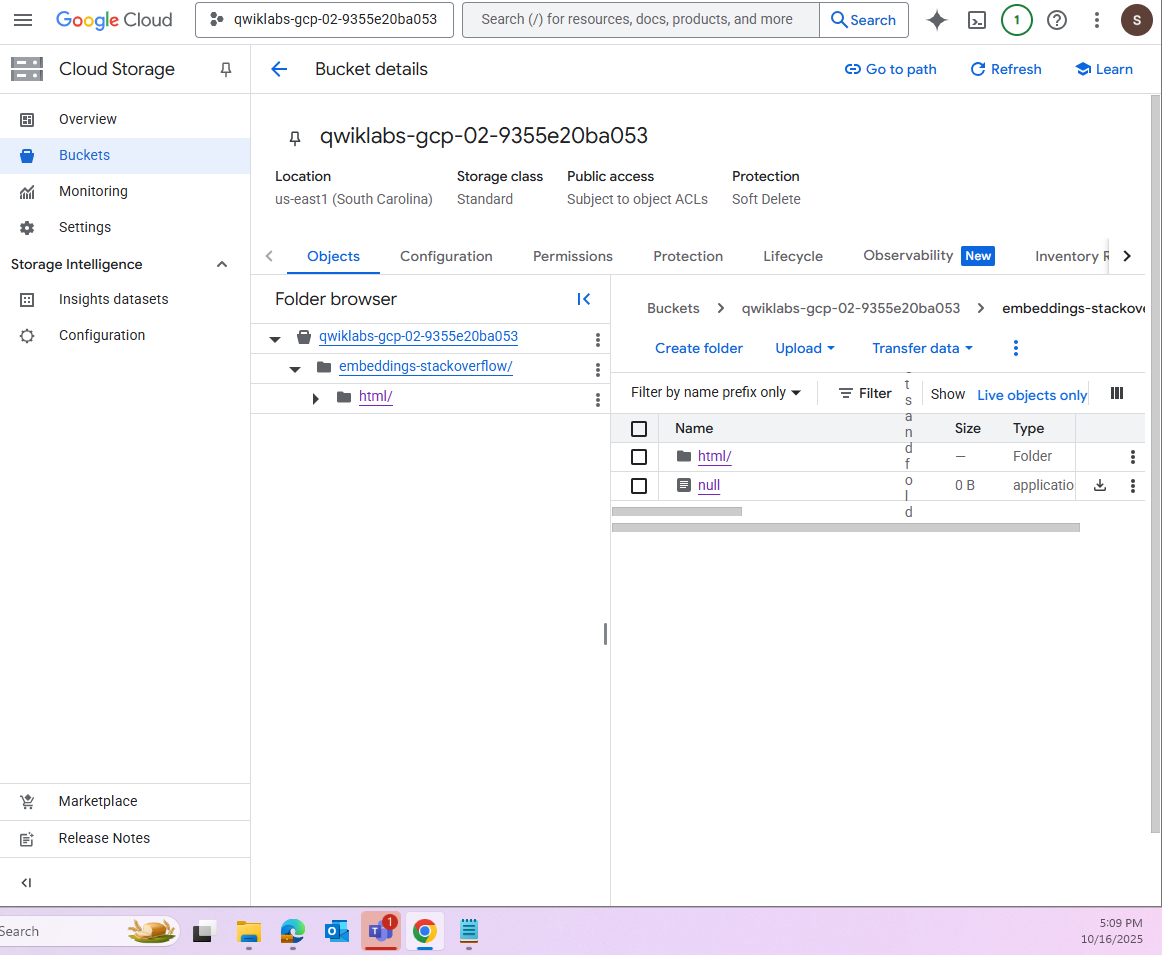 Google Cloud
qwiklabs-gcp-02-9355e20ba053
Search (/) for resources, docs, products, and more
Search
1
S
Cloud Storage
Bucket details
Go to path
Refresh
Learn
Overview
Buckets
Monitoring
Settings
Storage Intelligence
Insights datasets
Configuration
Marketplace
Release Notes
qwiklabs-gcp-02-9355e20ba053
Location
us-east1 (South Carolina)
Storage class
Standard
Public access
Subject to object ACLs
Protection
Soft Delete
Objects
Configuration
Permissions
Protection
Lifecycle
Observability New
Inventory R
Folder browser
qwiklabs-gcp-02-9355e20ba053
embeddings-stackoverflow/
html/
Buckets > qwiklabs-gcp-02-9355e20ba053 > embeddings-stackove
Create folder
Upload
Transfer data
Filter by name prefix only
Filter
t
s
a
n
d
f
o
l
d
Show
Live objects only
Name Size Type
html/ — Folder
null 0 B applicatio
Search
1
5:09 PM
10/16/2025